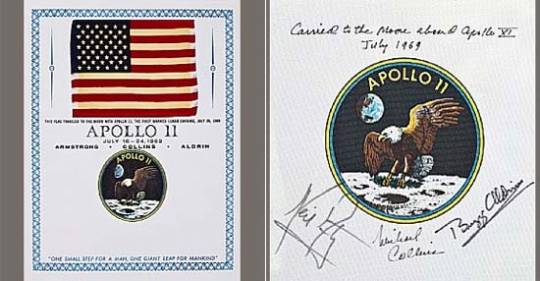 THIS FLAG TRAVELED TO THE MOON WITH APOLLO 11, THE FIRST MANNED LUNAR LANDING, JULY 20, 1969
APOLLO 11
JULY 16-24, 1969
ARMSTRONG · COLLINS · ALDRIN
APOLLO 11
"ONE SMALL STEP FOR A MAN, ONE GIANT LEAP FOR MANKIND"
Carried to the Moon aboard Apollo XI
July 1969
APOLLO 11
Michael
Collins
Buzz Aldrin